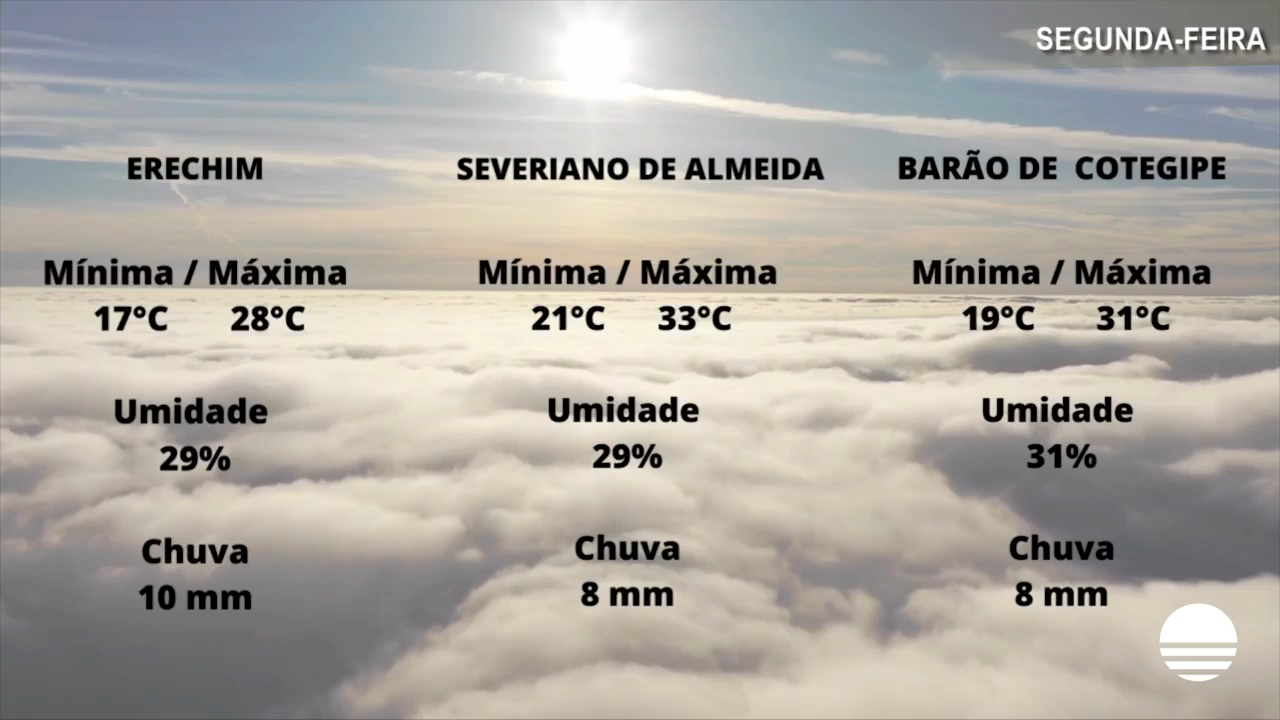 SEGUNDA-FEIRA
ERECHIM
Mínima / Máxima
17°C 28°C
Umidade
29%
Chuva
10 mm
SEVERIANO DE ALMEIDA
Mínima / Máxima
21°C 33°C
Umidade
29%
Chuva
8 mm
BARÃO DE COTEGIPE
Mínima / Máxima
19°C 31°C
Umidade
31%
Chuva
8 mm